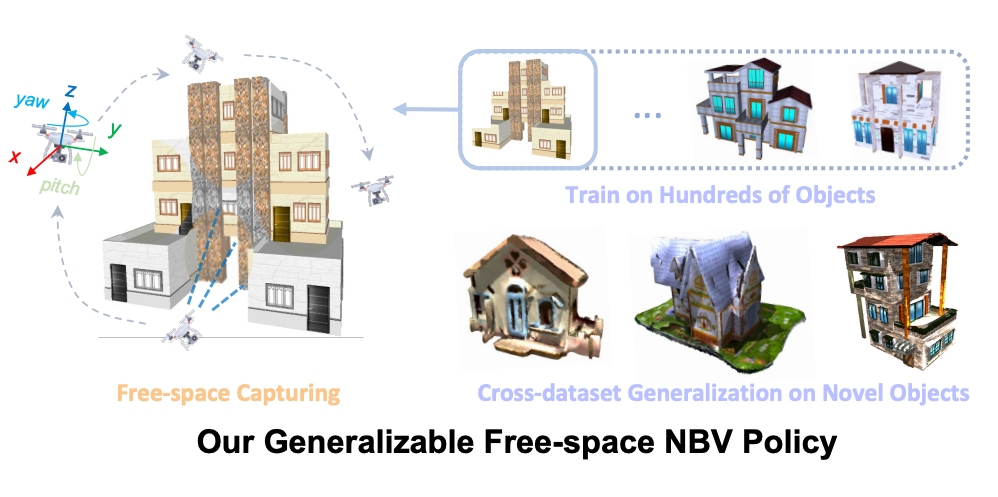 z
yaw
y
x
pitch
...
Train on Hundreds of Objects
Free-space Capturing
Cross-dataset Generalization on Novel Objects
Our Generalizable Free-space NBV Policy